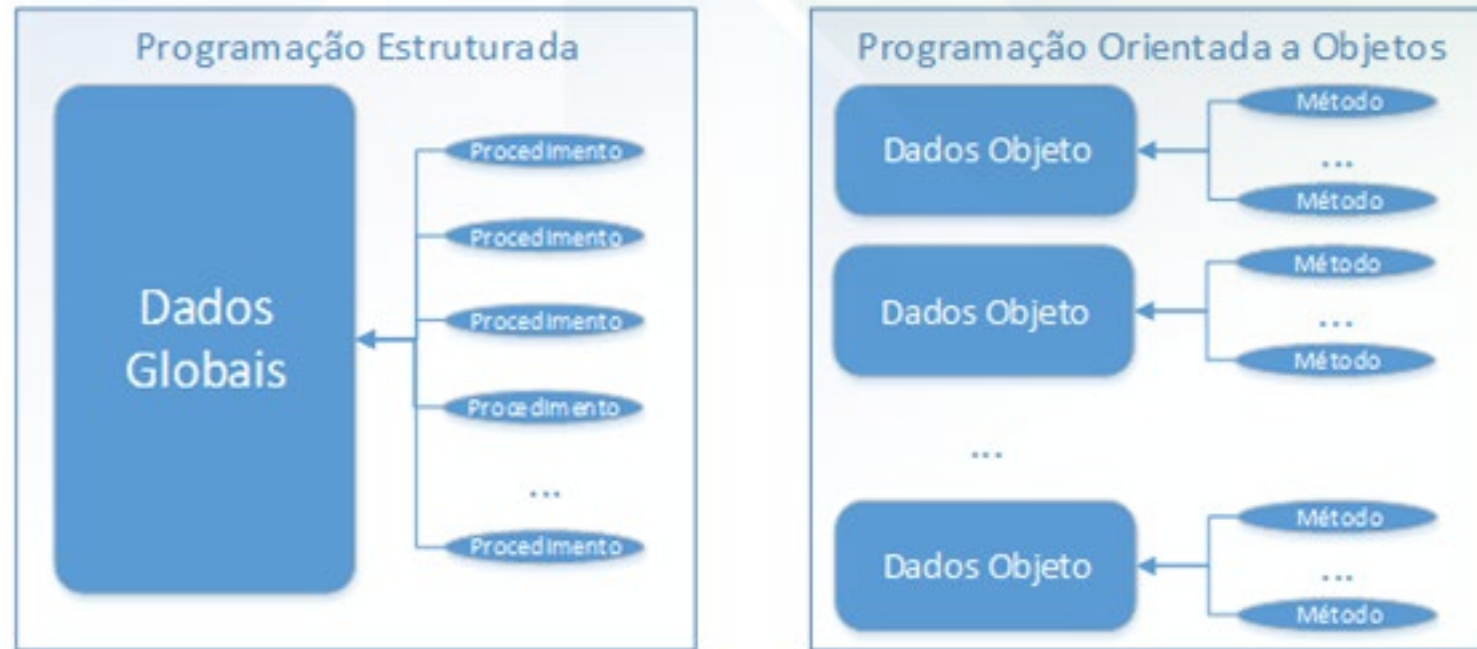 Programação Estruturada
Dados
Globais
Procedimento
Procedimento
Procedimento
Procedimento
...
Procedimento
Programação Orientada a Objetos
Dados Objeto
Método
...
Método
Dados Objeto
Método
...
Método
...
Dados Objeto
Método
...
Método